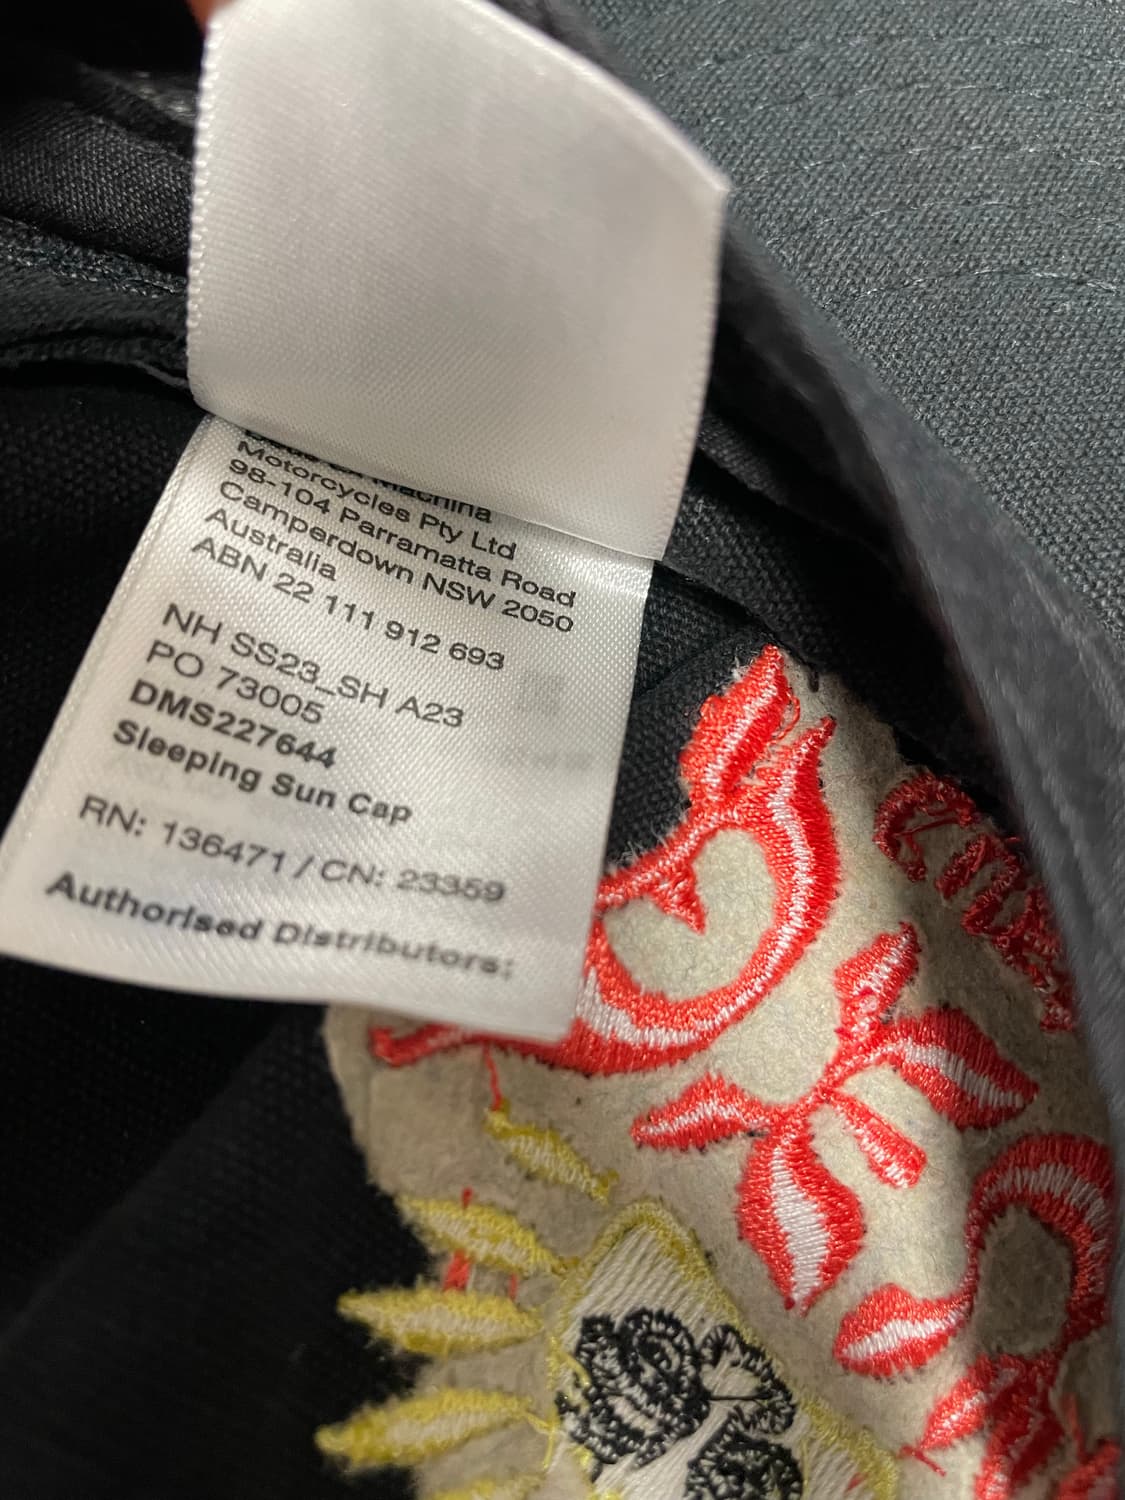 Machina
Motorcycles Pty Ltd
98-104 Parramatta Road
Camperdown NSW 2050
Australia
ABN 22 111 912 693
NH SS23_SH A23
PO 73005
DMS227644
Sleeping Sun Cap
RN: 136471 / CN: 23359
Authorised Distributors: